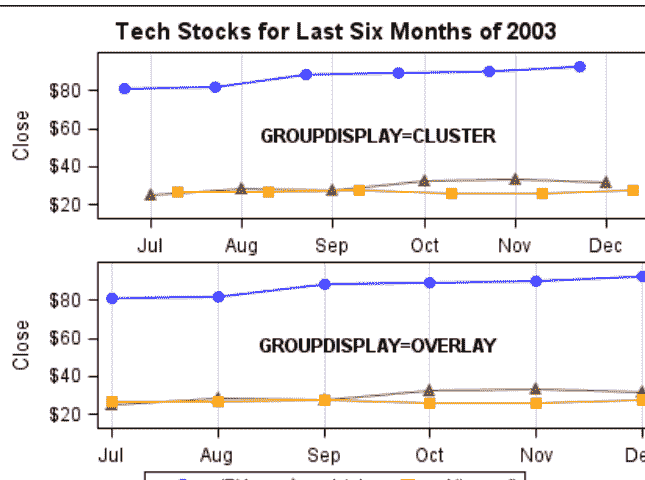 Tech Stocks for Last Six Months of 2003
Close
$80
$60
$40
$20
GROUPDISPLAY=CLUSTER
Jul Aug Sep Oct Nov Dec
Close
$80
$60
$40
$20
GROUPDISPLAY=OVERLAY
Jul Aug Sep Oct Nov